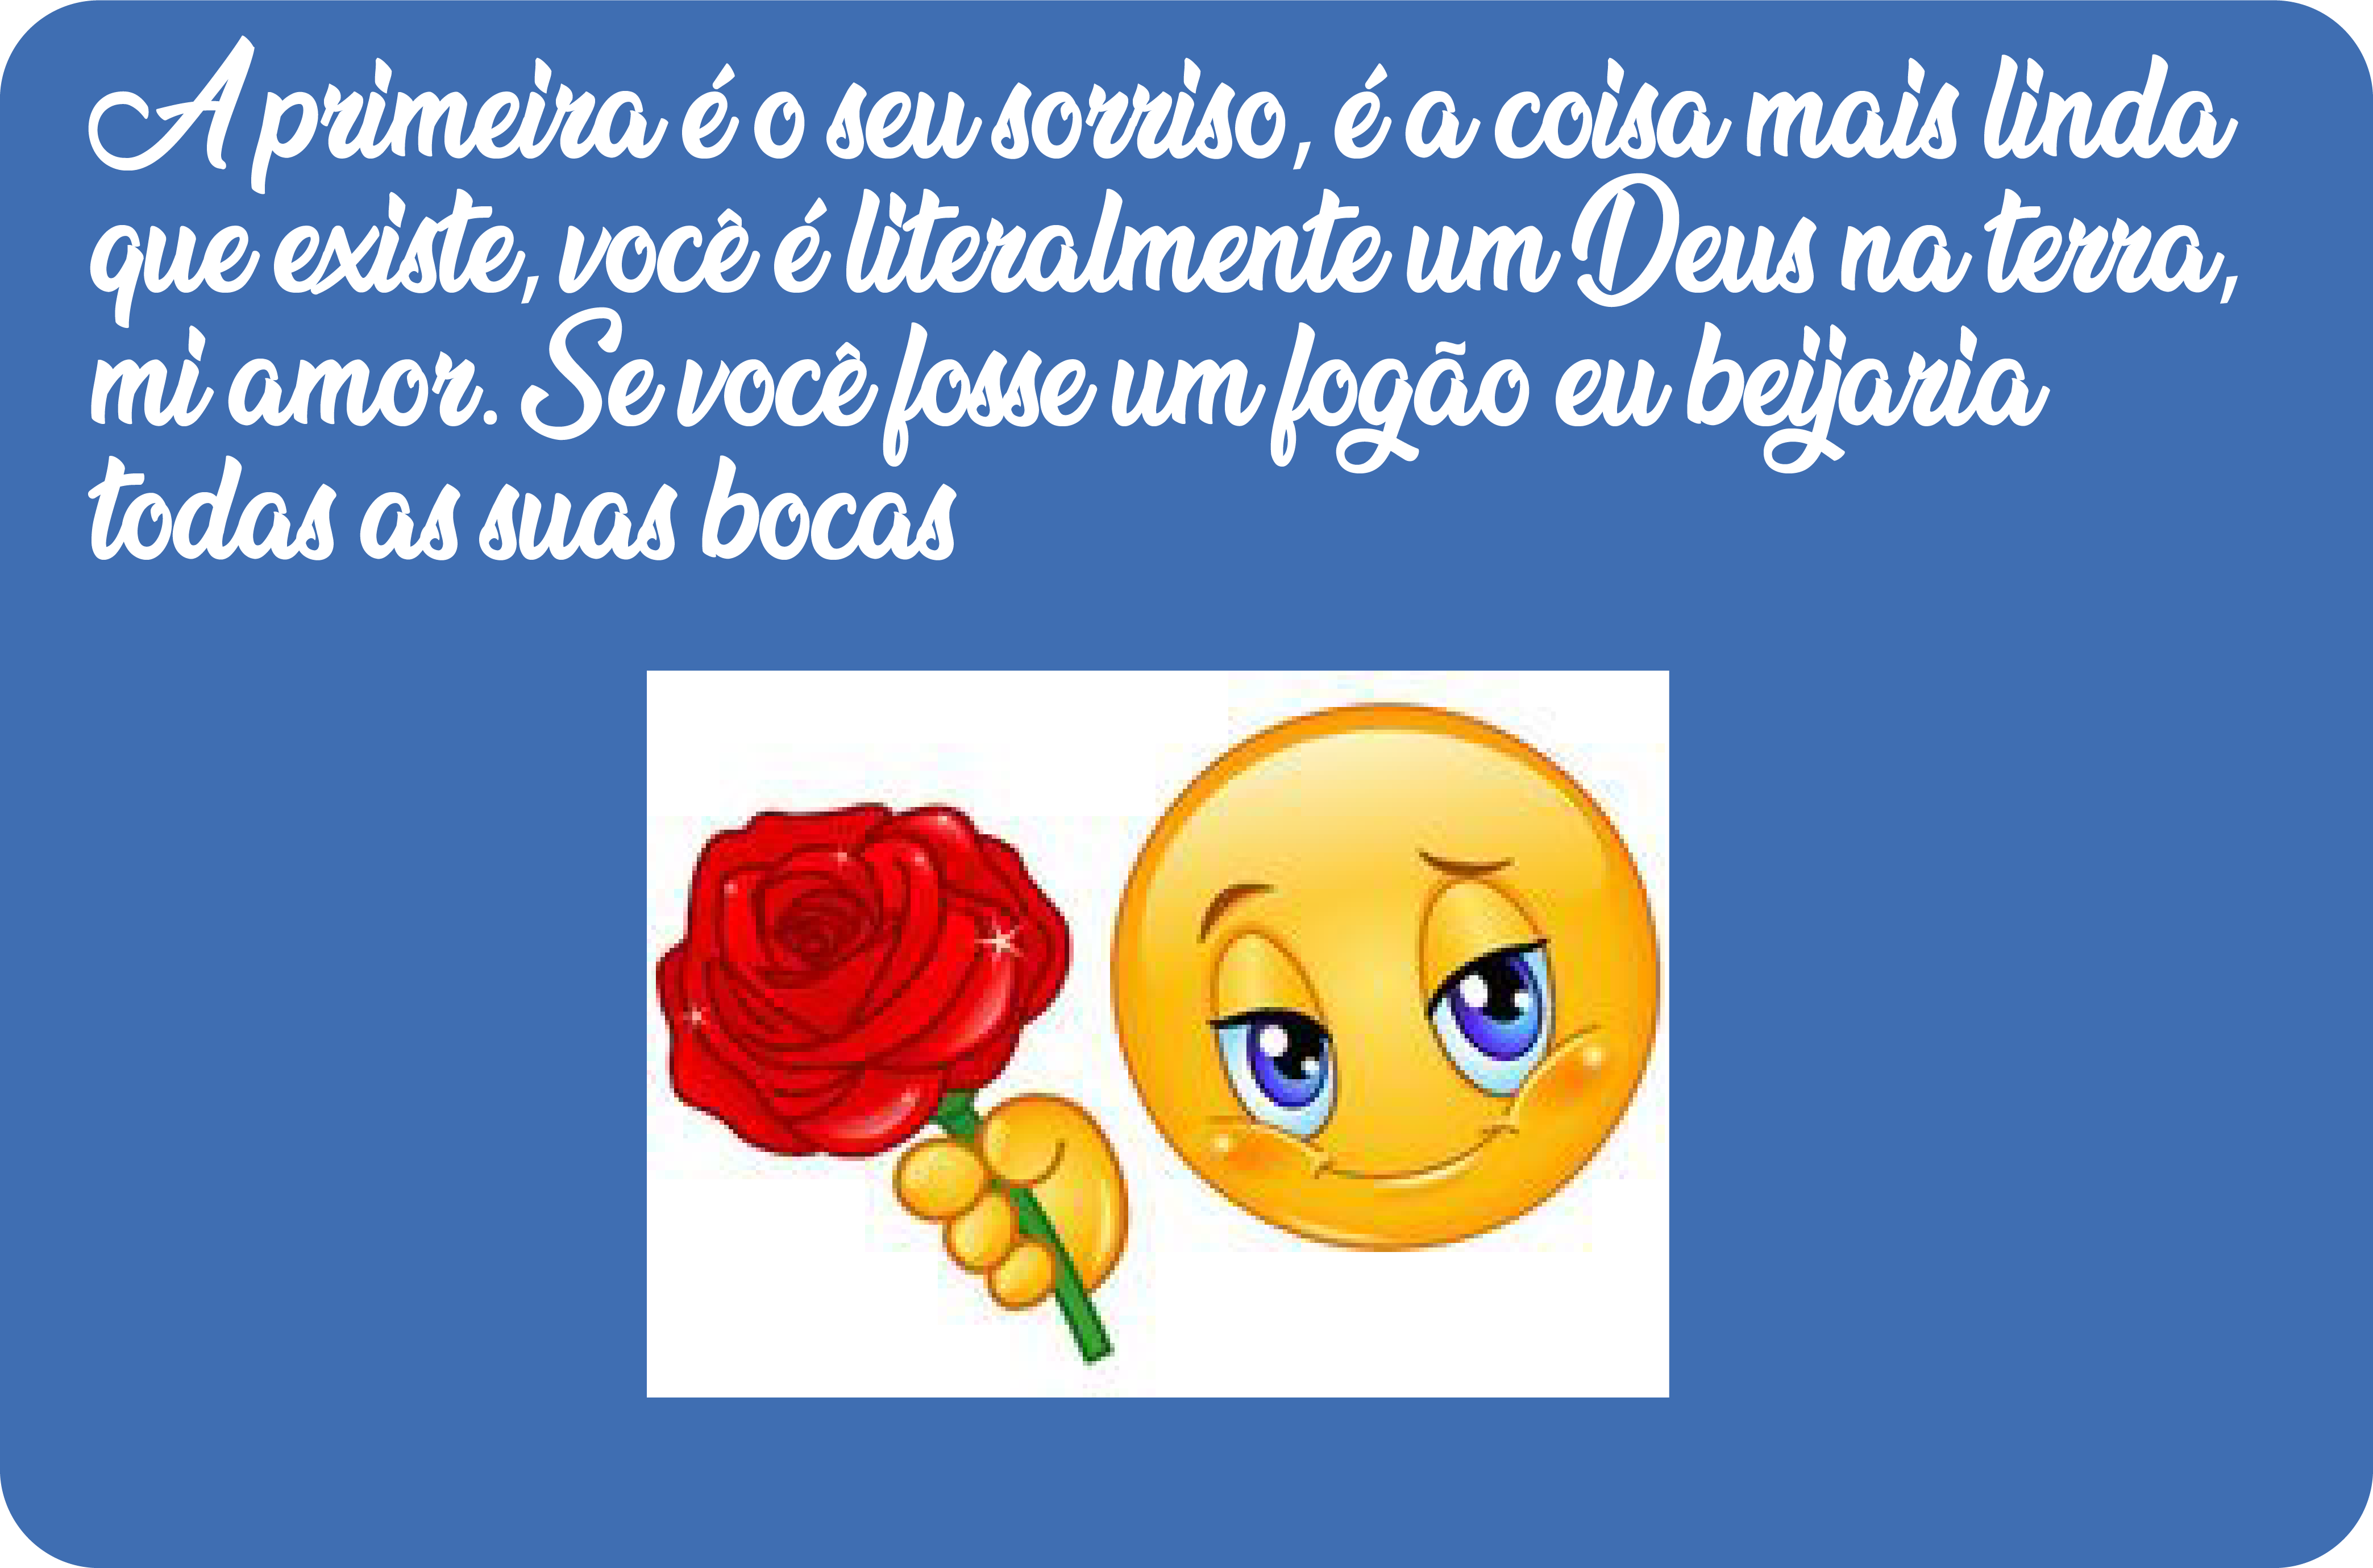 A primeira é o seu sorriso, é a coisa mais linda
que existe, você é literalmente um Deus na terra,
mi amor. Se você fosse um fogão eu beijaria
todas as suas bocas